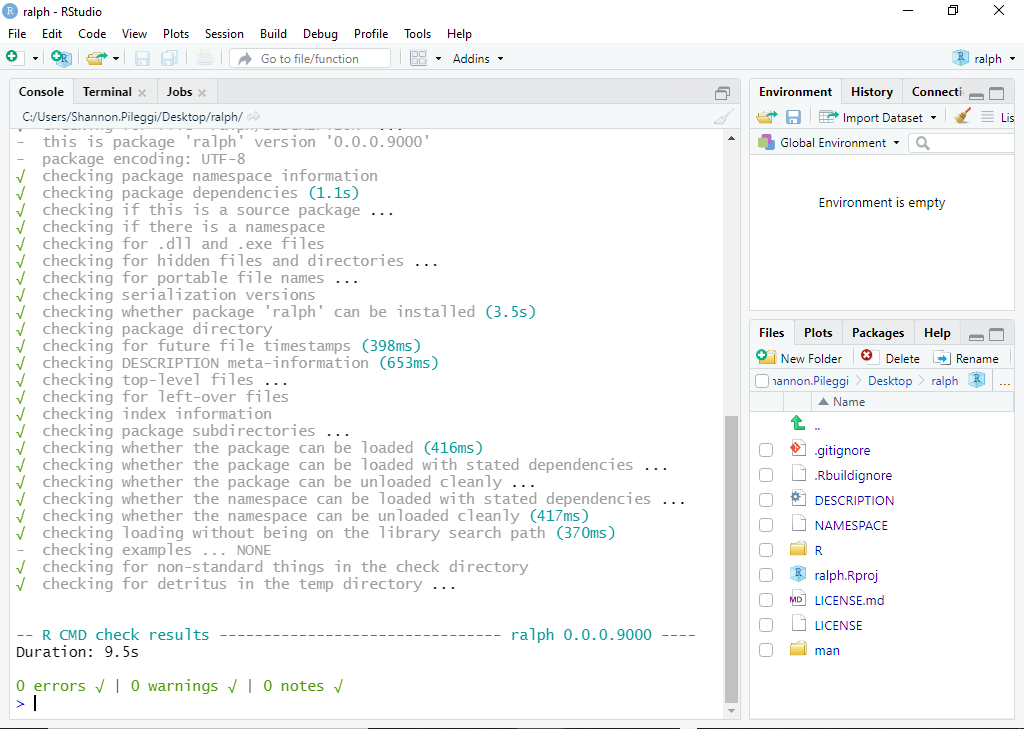 ralph - RStudio
File Edit Code View Plots Session Build Debug Profile Tools Help
Go to file/function Addins ralph
Console Terminal Jobs
C:/Users/Shannon.Pileggi/Desktop/ralph/
- this is package 'ralph' version '0.0.0.9000'
- package encoding: UTF-8
√ checking package namespace information
√ checking package dependencies (1.1s)
√ checking if this is a source package ...
√ checking if there is a namespace
√ checking for .dll and .exe files
√ checking for hidden files and directories ...
√ checking for portable file names ...
√ checking serialization versions
√ checking whether package 'ralph' can be installed (3.5s)
√ checking package directory
√ checking for future file timestamps (398ms)
√ checking DESCRIPTION meta-information (653ms)
√ checking top-level files ...
√ checking for left-over files
√ checking index information
√ checking package subdirectories ...
√ checking whether the package can be loaded (416ms)
√ checking whether the package can be loaded with stated dependencies ...
√ checking whether the package can be unloaded cleanly ...
√ checking whether the namespace can be loaded with stated dependencies ...
√ checking whether the namespace can be unloaded cleanly (417ms)
√ checking loading without being on the library search path (370ms)
- checking examples ... NONE
√ checking for non-standard things in the check directory
√ checking for detritus in the temp directory ...
-- R CMD check results -------------------------------- ralph 0.0.0.9000 ----
Duration: 9.5s
0 errors √ | 0 warnings √ | 0 notes √
>
Environment History Connecti
Import Dataset Lis
Global Environment
Environment is empty
Files Plots Packages Help
New Folder Delete Rename
hannon.Pileggi Desktop ralph ...
Name
..
.gitignore
.Rbuildignore
DESCRIPTION
NAMESPACE
R
ralph.Rproj
LICENSE.md
LICENSE
man